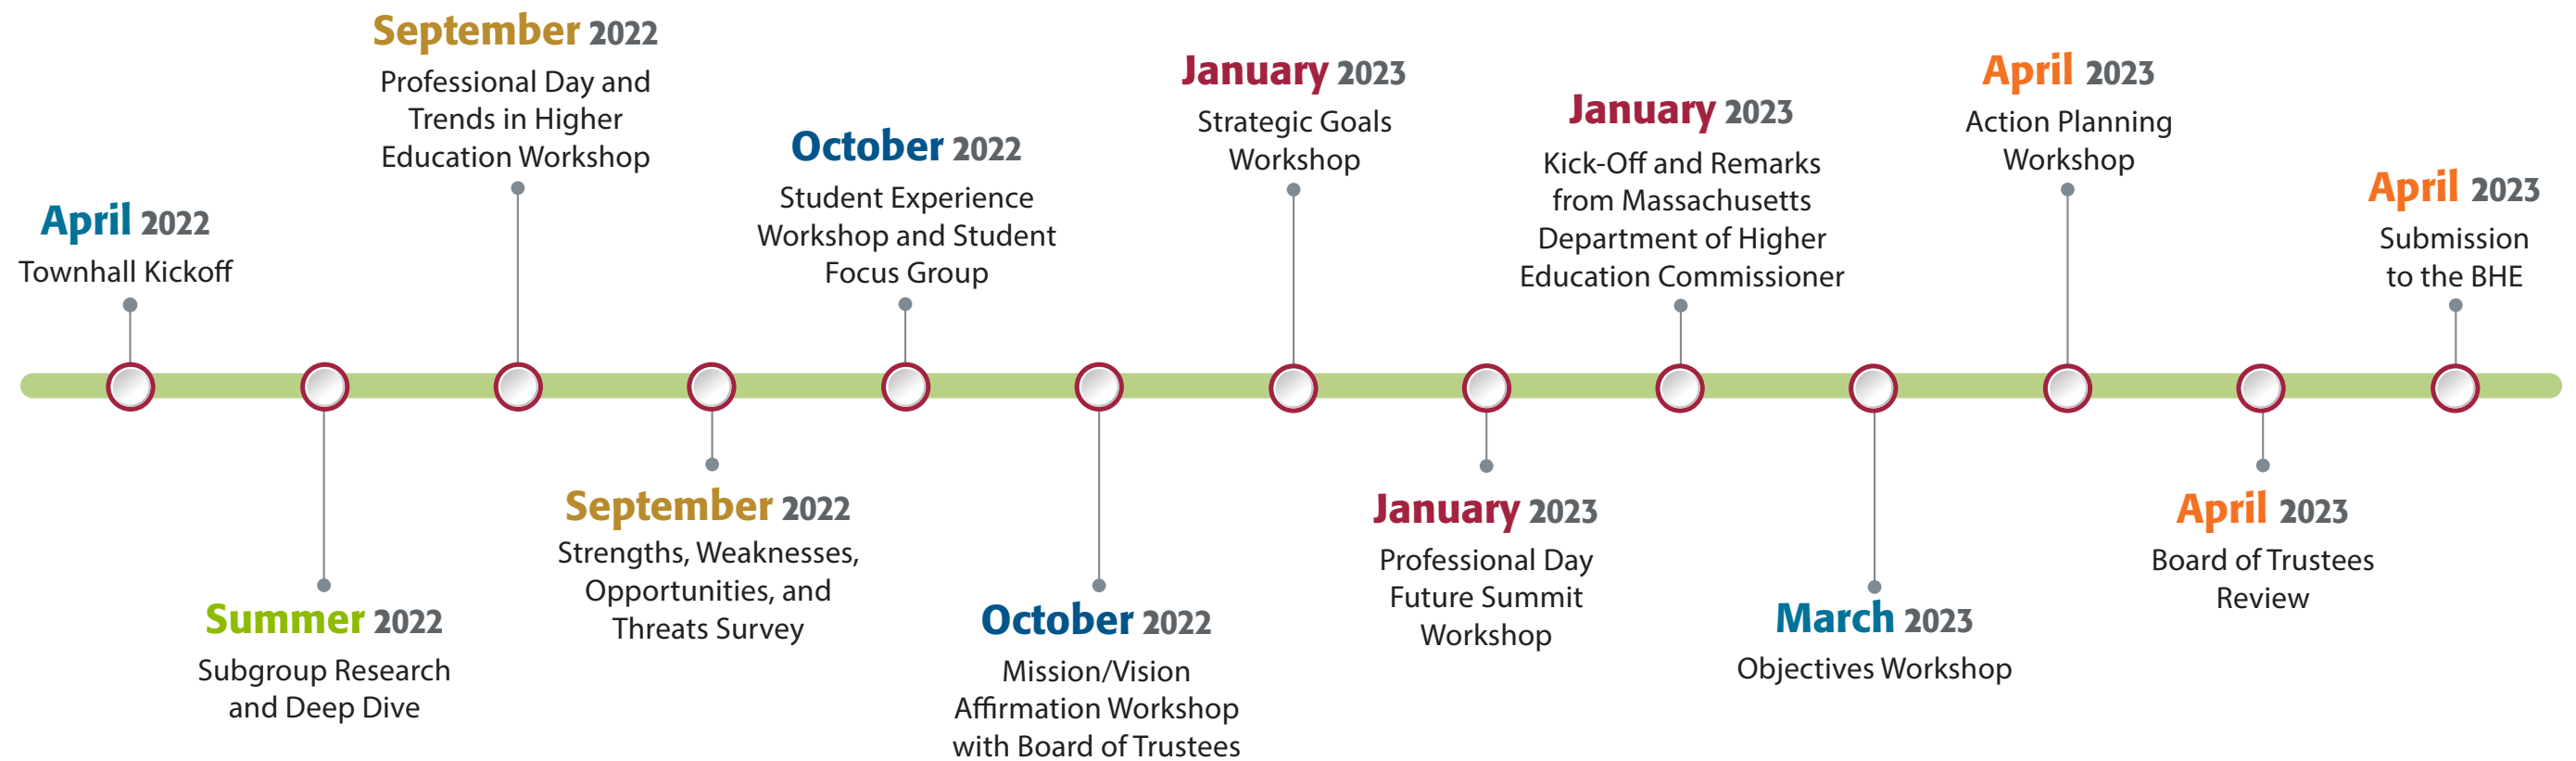 April 2022
Townhall Kickoff
Summer 2022
Subgroup Research
and Deep Dive
September 2022
Professional Day and
Trends in Higher
Education Workshop
September 2022
Strengths, Weaknesses,
Opportunities, and
Threats Survey
October 2022
Student Experience
Workshop and Student
Focus Group
October 2022
Mission/Vision
Affirmation Workshop
with Board of Trustees
January 2023
Strategic Goals
Workshop
January 2023
Professional Day
Future Summit
Workshop
January 2023
Kick-Off and Remarks
from Massachusetts
Department of Higher
Education Commissioner
March 2023
Objectives Workshop
April 2023
Action Planning
Workshop
April 2023
Board of Trustees
Review
April 2023
Submission
to the BHE